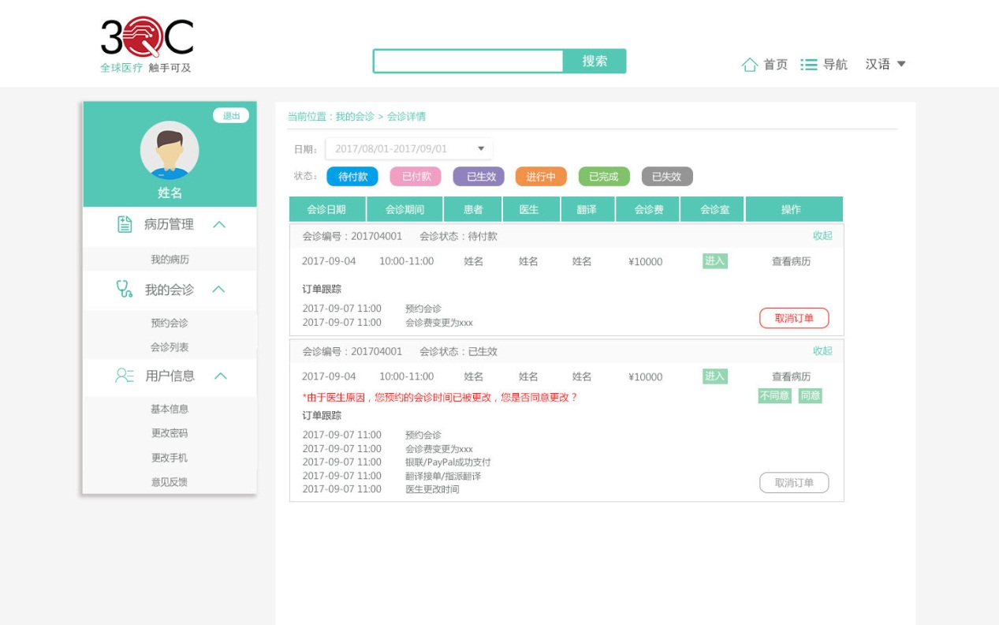 3QC
全球医疗 触手可及
搜索
首页 导航 汉语
退出
姓名
病历管理
我的病历
我的会诊
预约会诊
会诊列表
用户信息
基本信息
更改密码
更改手机
意见反馈
当前位置：我的会诊 > 会诊详情
日期： 2017/08/01-2017/09/01
状态： 待付款 已付款 已生效 进行中 已完成 已失效
会诊日期 会诊期间 患者 医生 翻译 会诊费 会诊室 操作
会诊编号：201704001 会诊状态：待付款 收起
2017-09-04 10:00-11:00 姓名 姓名 姓名 ¥10000 进入 查看病历
订单跟踪
2017-09-07 11:00 预约会诊
2017-09-07 11:00 会诊费变更为xxx
取消订单
会诊编号：201704001 会诊状态：已生效 收起
2017-09-04 10:00-11:00 姓名 姓名 姓名 ¥10000 进入 查看病历
*由于医生原因，您预约的会诊时间已被更改，您是否同意更改？ 不同意 同意
订单跟踪
2017-09-07 11:00 预约会诊
2017-09-07 11:00 会诊费变更为xxx
2017-09-07 11:00 银联/PayPal成功支付
2017-09-07 11:00 翻译接单/指派翻译
2017-09-07 11:00 医生更改时间
取消订单